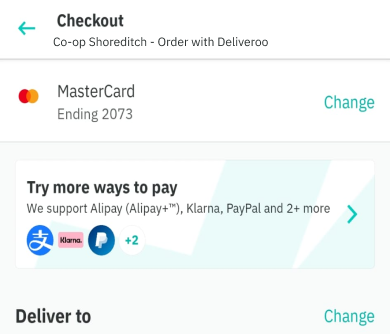 Checkout
Co-op Shoreditch - Order with Deliveroo
MasterCard
Ending 2073
Change
Try more ways to pay
We support Alipay (Alipay+™), Klarna, PayPal and 2+ more
支 Klarna. P +2
Deliver to
Change